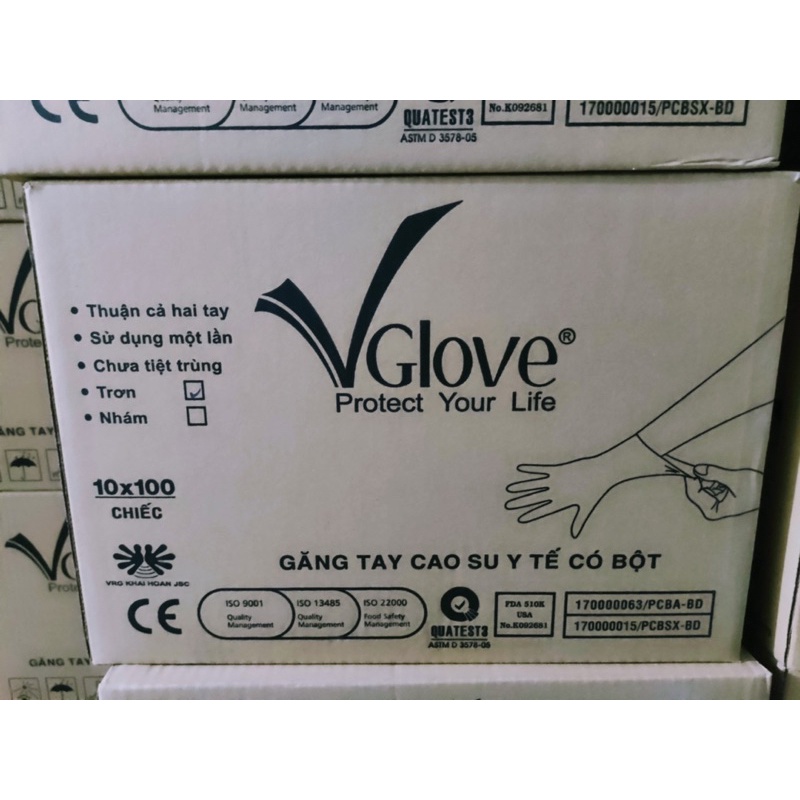 Management
Management
Management
QUATEST3
ASTM D 3578-05
No.K092681
170000015/PCBSX-BD
• Thuận cả hai tay
• Sử dụng một lần
• Chưa tiệt trùng
• Trơn
• Nhám
VGlove®
Protect Your Life
10x100
CHIẾC
VRG KHAI HOAN JSC
GĂNG TAY CAO SU Y TẾ CÓ BỘT
CE
ISO 9001
Quality
Management
ISO 13485
Quality
Management
ISO 22000
Food Safety
Management
QUATEST3
ASTM D 3578-05
FDA 510K
USA
No.K092681
170000063/PCBA-BD
170000015/PCBSX-BD
GĂNG TAY